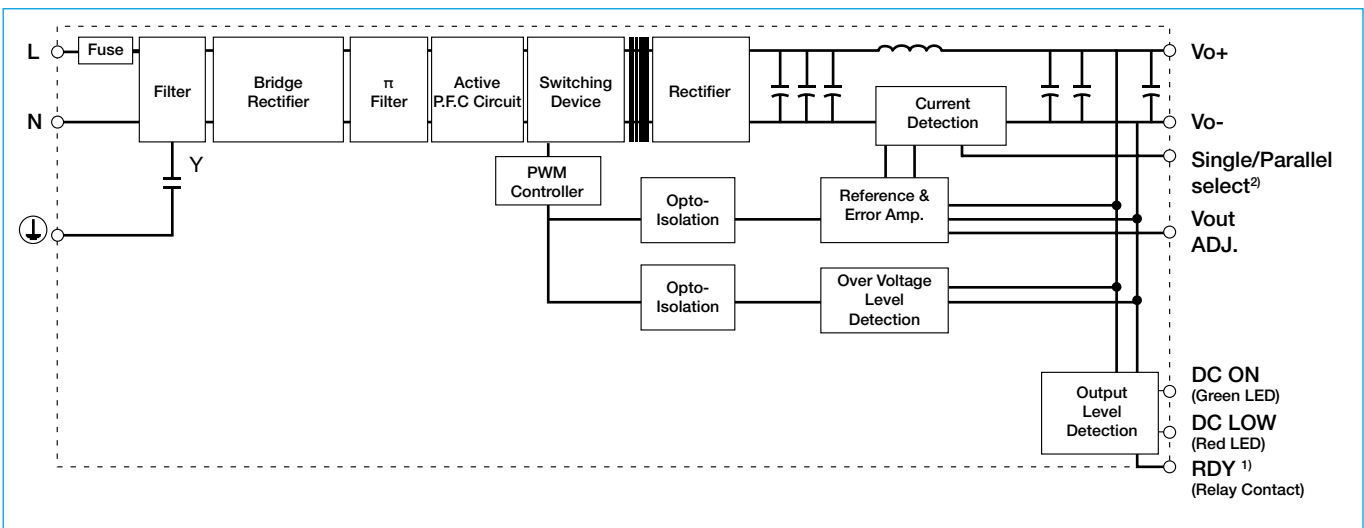 L
Fuse
Filter
Bridge
Rectifier
π
Filter
Active
P.F.C Circuit
Switching
Device
Rectifier
Current
Detection
Vo+
N
Vo-
Y
PWM
Controller
Opto-
Isolation
Reference &
Error Amp.
Single/Parallel
select2)
Vout
ADJ.
Opto-
Isolation
Over Voltage
Level
Detection
Output
Level
Detection
DC ON
(Green LED)
DC LOW
(Red LED)
RDY 1)
(Relay Contact)